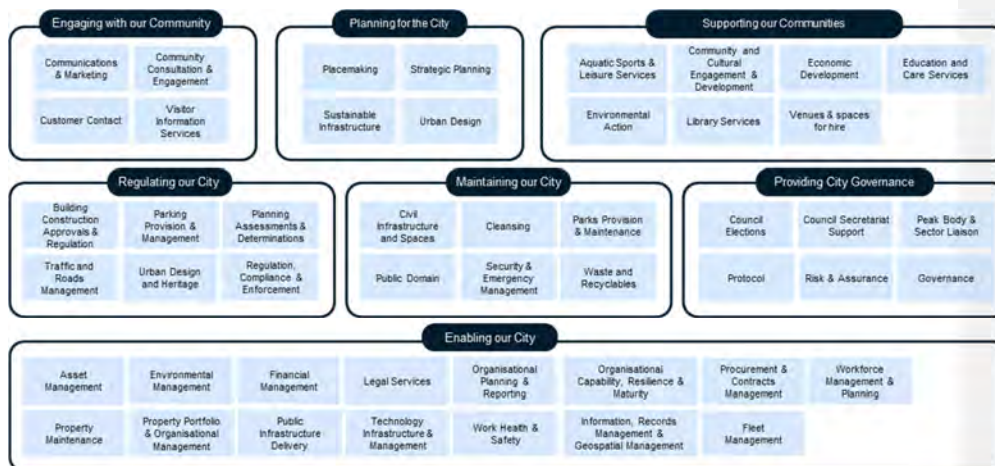 Engaging with our Community
Planning for the City
Supporting our Communities
Communications
& Marketing
Community
Consultation &
Engagement
Customer Contact
Visitor
Information
Services
Placemaking
Strategic Planning
Sustainable
Infrastructure
Urban Design
Aquatic Sports &
Leisure Services
Community and
Cultural
Engagement &
Development
Economic
Development
Education and
Care Services
Environmental
Action
Library Services
Venues & spaces
for hire
Regulating our City
Maintaining our City
Providing City Governance
Building
Construction
Approvals &
Regulation
Parking
Provision &
Management
Planning
Assessments &
Determinations
Traffic and
Roads
Management
Urban Design
and Heritage
Regulation,
Compliance &
Enforcement
Civil
Infrastructure
and Spaces
Cleansing
Parks Provision
& Maintenance
Public Domain
Security &
Emergency
Management
Waste and
Recyclables
Council
Elections
Council Secretariat
Support
Peak Body &
Sector Liaison
Protocol
Risk & Assurance
Governance
Enabling our City
Asset
Management
Environmental
Management
Financial
Management
Legal Services
Organisational
Planning &
Reporting
Organisational
Capability, Resilience &
Maturity
Procurement &
Contracts
Management
Workforce
Management &
Planning
Property
Maintenance
Property Portfolio
& Organisational
Management
Public
Infrastructure
Delivery
Technology
Infrastructure &
Management
Work Health &
Safety
Information, Records
Management &
Geospatial Management
Fleet
Management